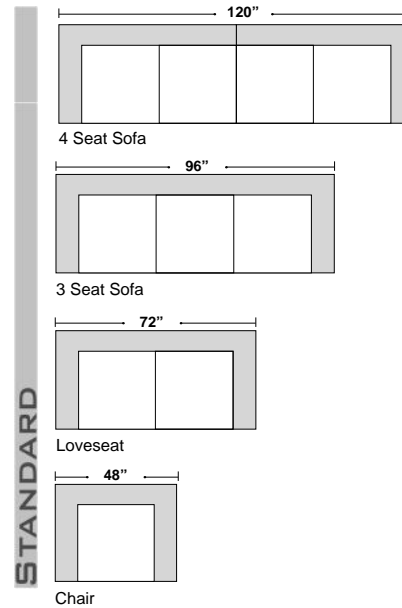 120”
4 Seat Sofa
96”
3 Seat Sofa
72”
Loveseat
48”
Chair
STANDARD